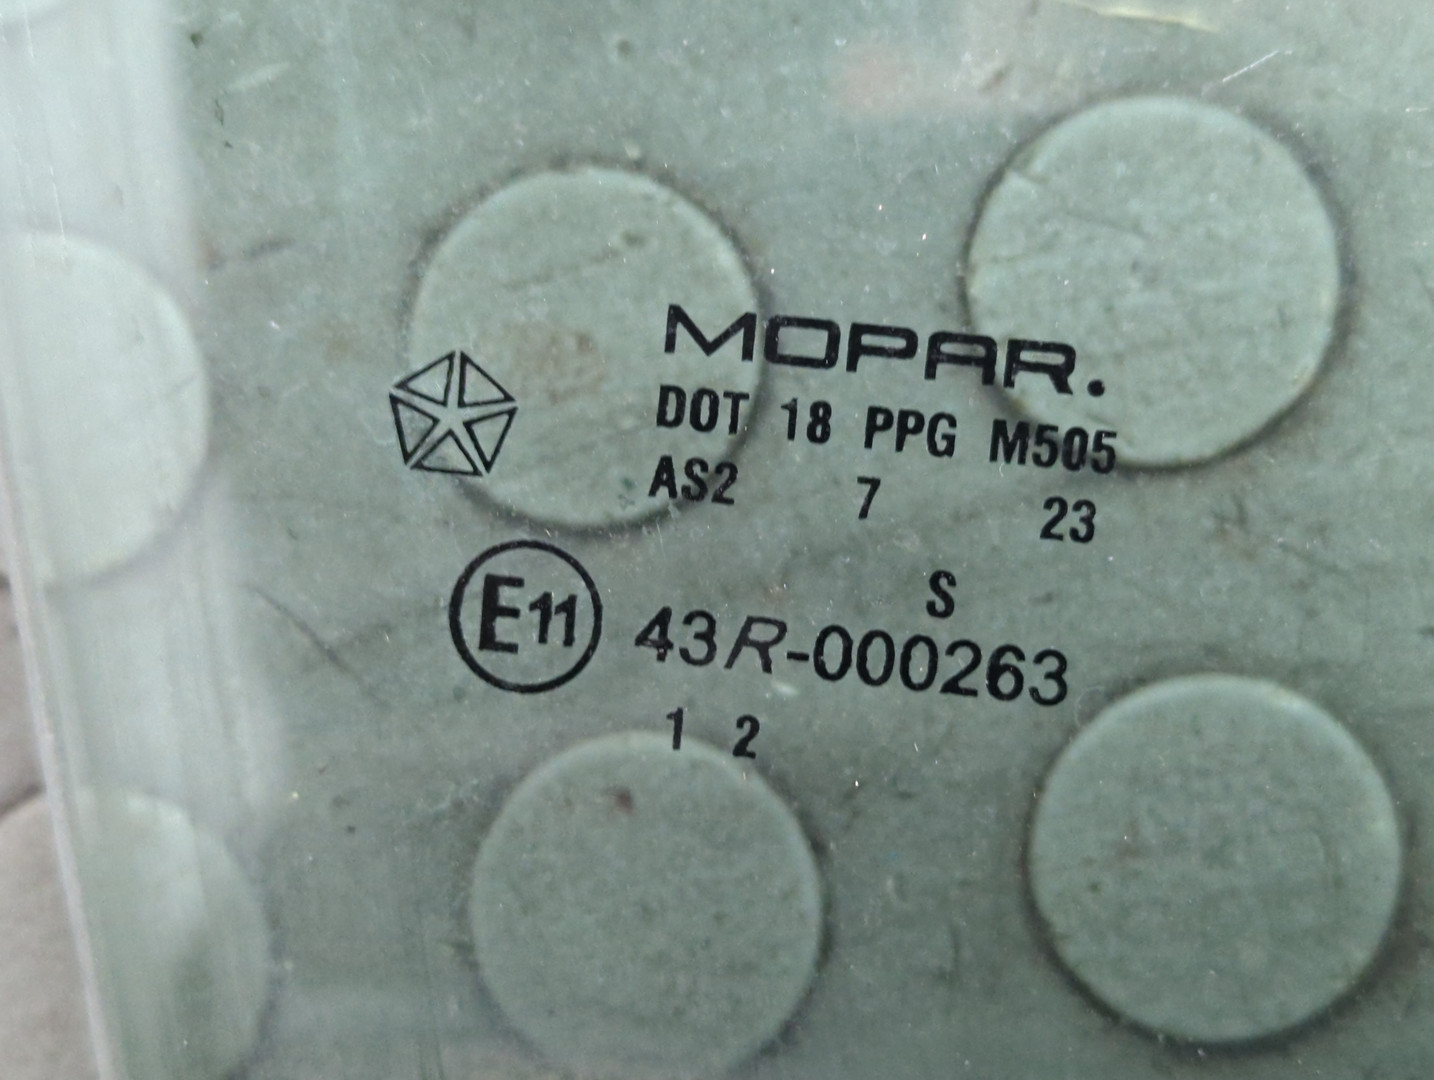 MOPAR.
DOT 18 PPG M505
AS2 7 23
S
E11 43R-000263
1 2